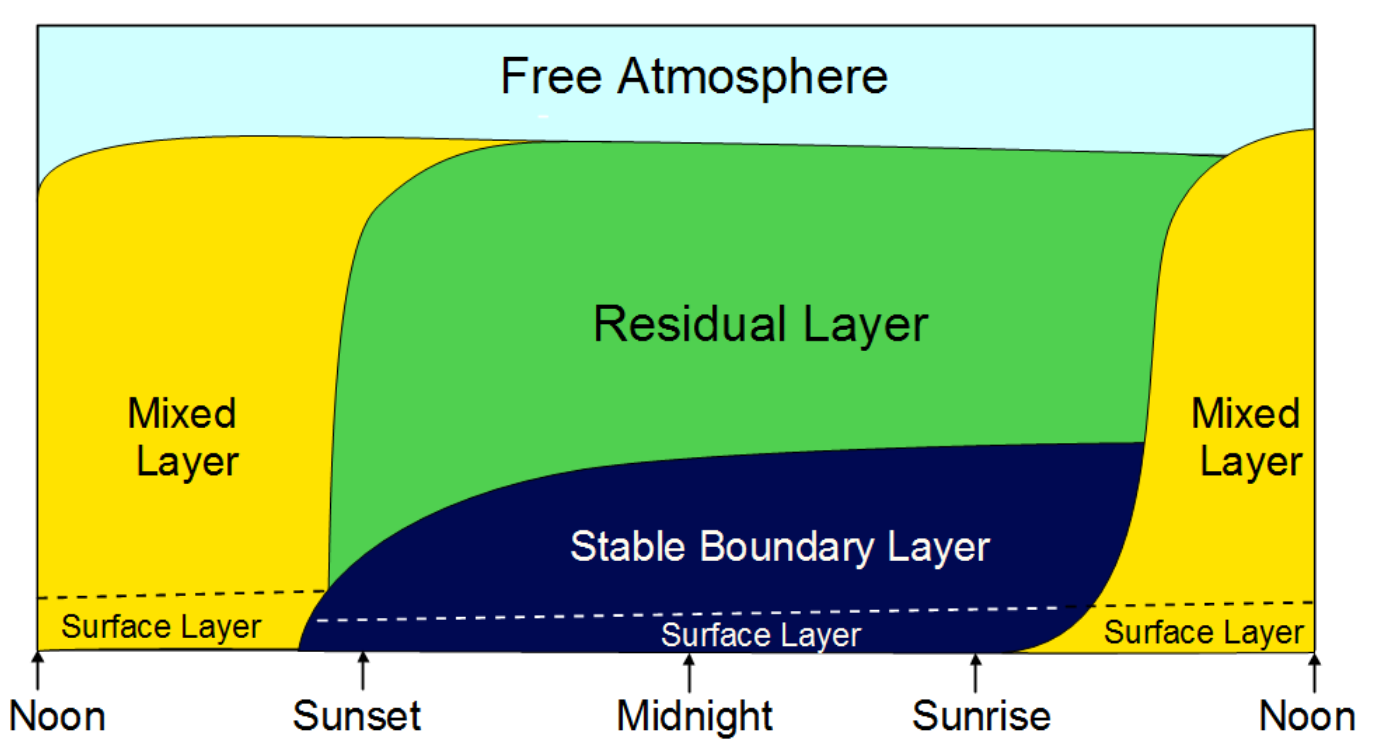 Free Atmosphere
Residual Layer
Mixed
Layer
Mixed
Layer
Stable Boundary Layer
Surface Layer
Surface Layer
Surface Layer
Noon
Sunset
Midnight
Sunrise
Noon